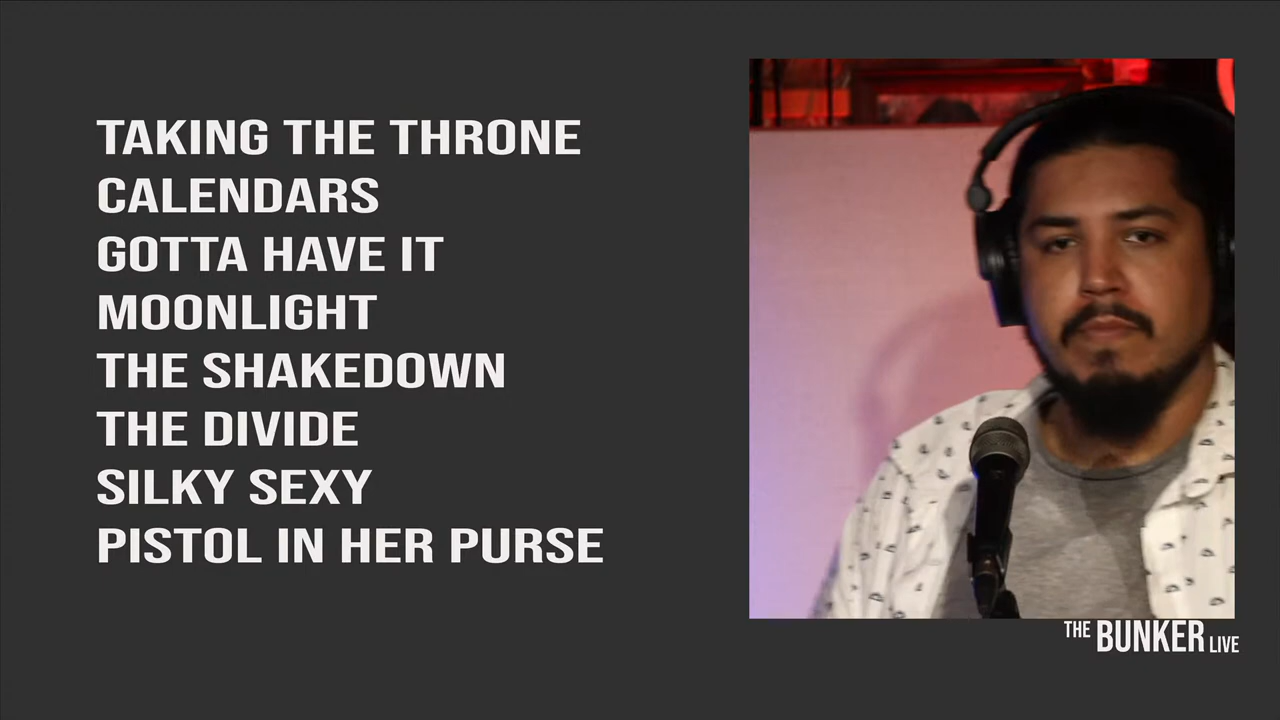 TAKING THE THRONE
CALENDARS
GOTTA HAVE IT
MOONLIGHT
THE SHAKEDOWN
THE DIVIDE
SILKY SEXY
PISTOL IN HER PURSE
THE BUNKER LIVE